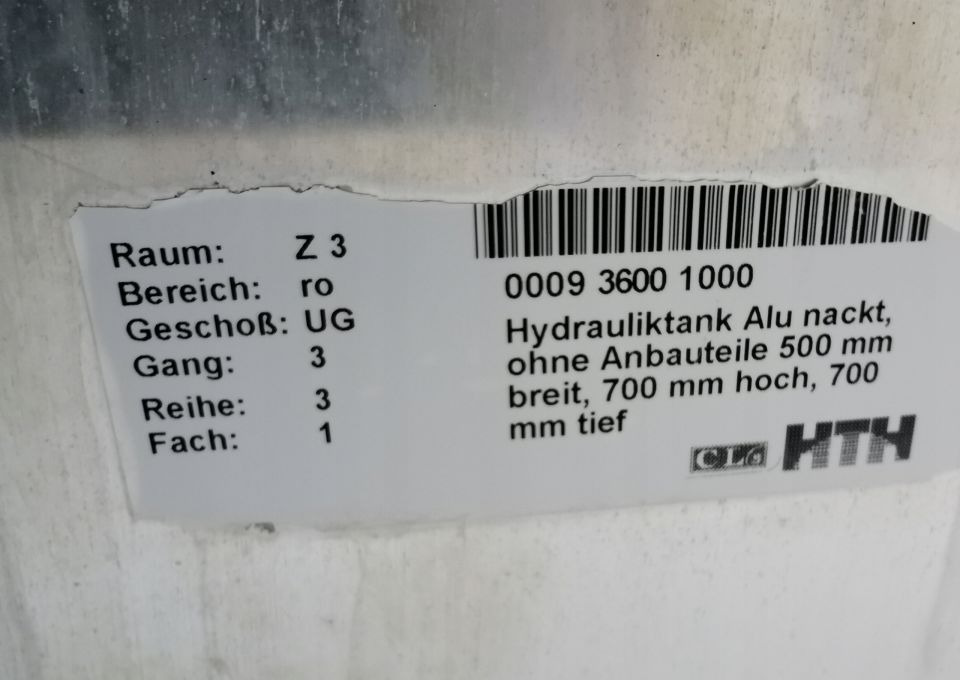 Raum: Z 3
Bereich: ro
Geschoß: UG
Gang: 3
Reihe: 3
Fach: 1
0009 3600 1000
Hydrauliktank Alu nackt,
ohne Anbauteile 500 mm
breit, 700 mm hoch, 700
mm tief
CLG HTH